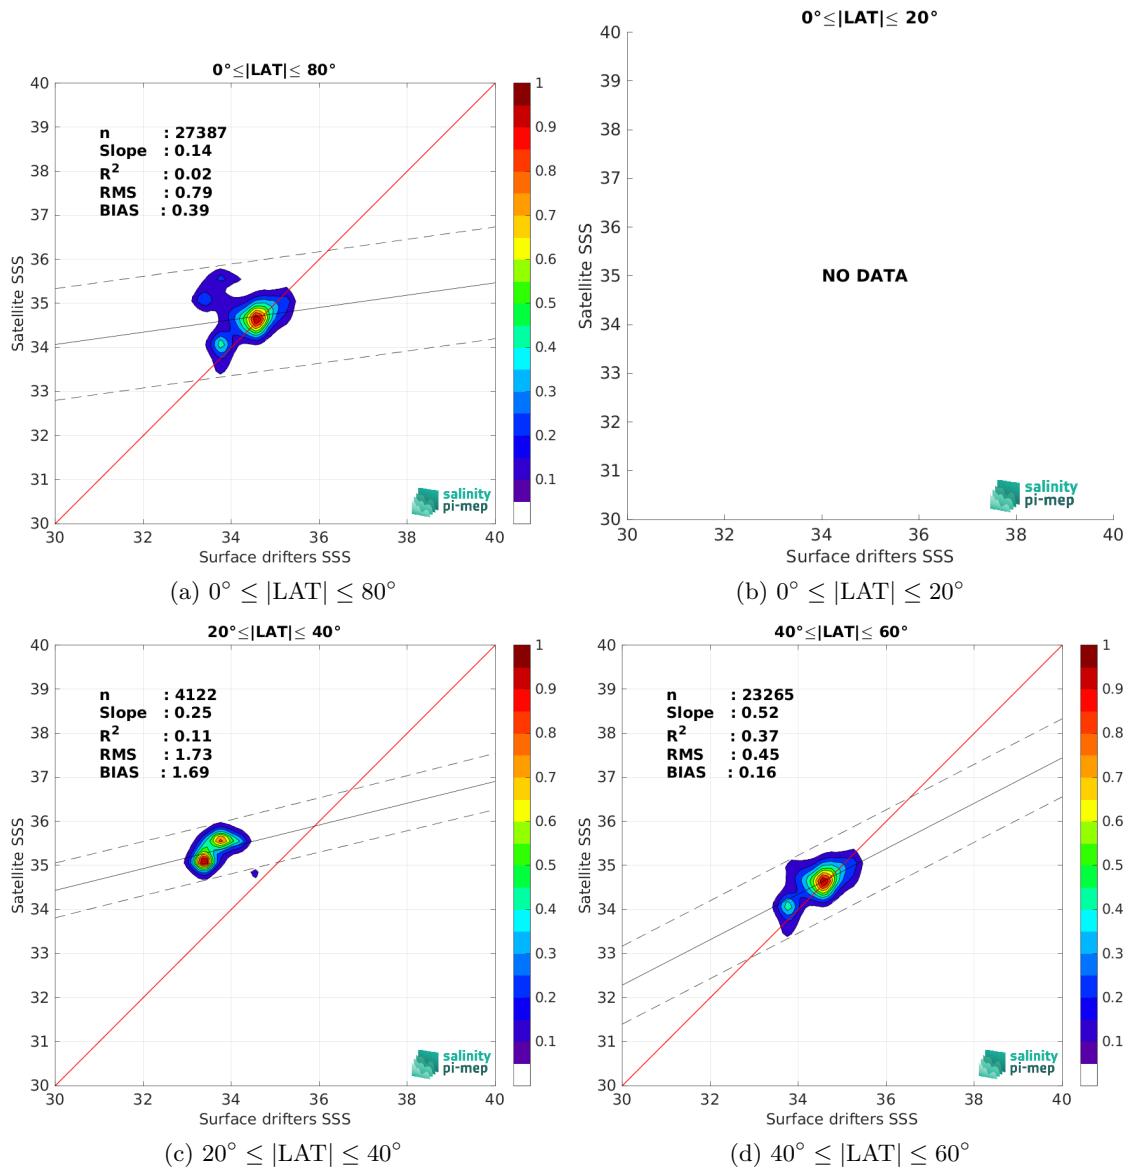 0°≤|LAT|≤ 80°
40
39
38
37
36
35
34
33
32
31
30
Satellite SSS
n : 27387
Slope : 0.14
R² : 0.02
RMS : 0.79
BIAS : 0.39
salinity
pi-mep
30 32 34 36 38 40
Surface drifters SSS
1
0.9
0.8
0.7
0.6
0.5
0.4
0.3
0.2
0.1
(a) 0° ≤ |LAT| ≤ 80°
0°≤|LAT|≤ 20°
40
39
38
37
36
35
34
33
32
31
30
Satellite SSS
NO DATA
salinity
pi-mep
30 32 34 36 38 40
Surface drifters SSS
(b) 0° ≤ |LAT| ≤ 20°
20°≤|LAT|≤ 40°
40
39
38
37
36
35
34
33
32
31
30
Satellite SSS
n : 4122
Slope : 0.25
R² : 0.11
RMS : 1.73
BIAS : 1.69
salinity
pi-mep
30 32 34 36 38 40
Surface drifters SSS
1
0.9
0.8
0.7
0.6
0.5
0.4
0.3
0.2
0.1
(c) 20° ≤ |LAT| ≤ 40°
40°≤|LAT|≤ 60°
40
39
38
37
36
35
34
33
32
31
30
Satellite SSS
n : 23265
Slope : 0.52
R² : 0.37
RMS : 0.45
BIAS : 0.16
salinity
pi-mep
30 32 34 36 38 40
Surface drifters SSS
1
0.9
0.8
0.7
0.6
0.5
0.4
0.3
0.2
0.1
(d) 40° ≤ |LAT| ≤ 60°